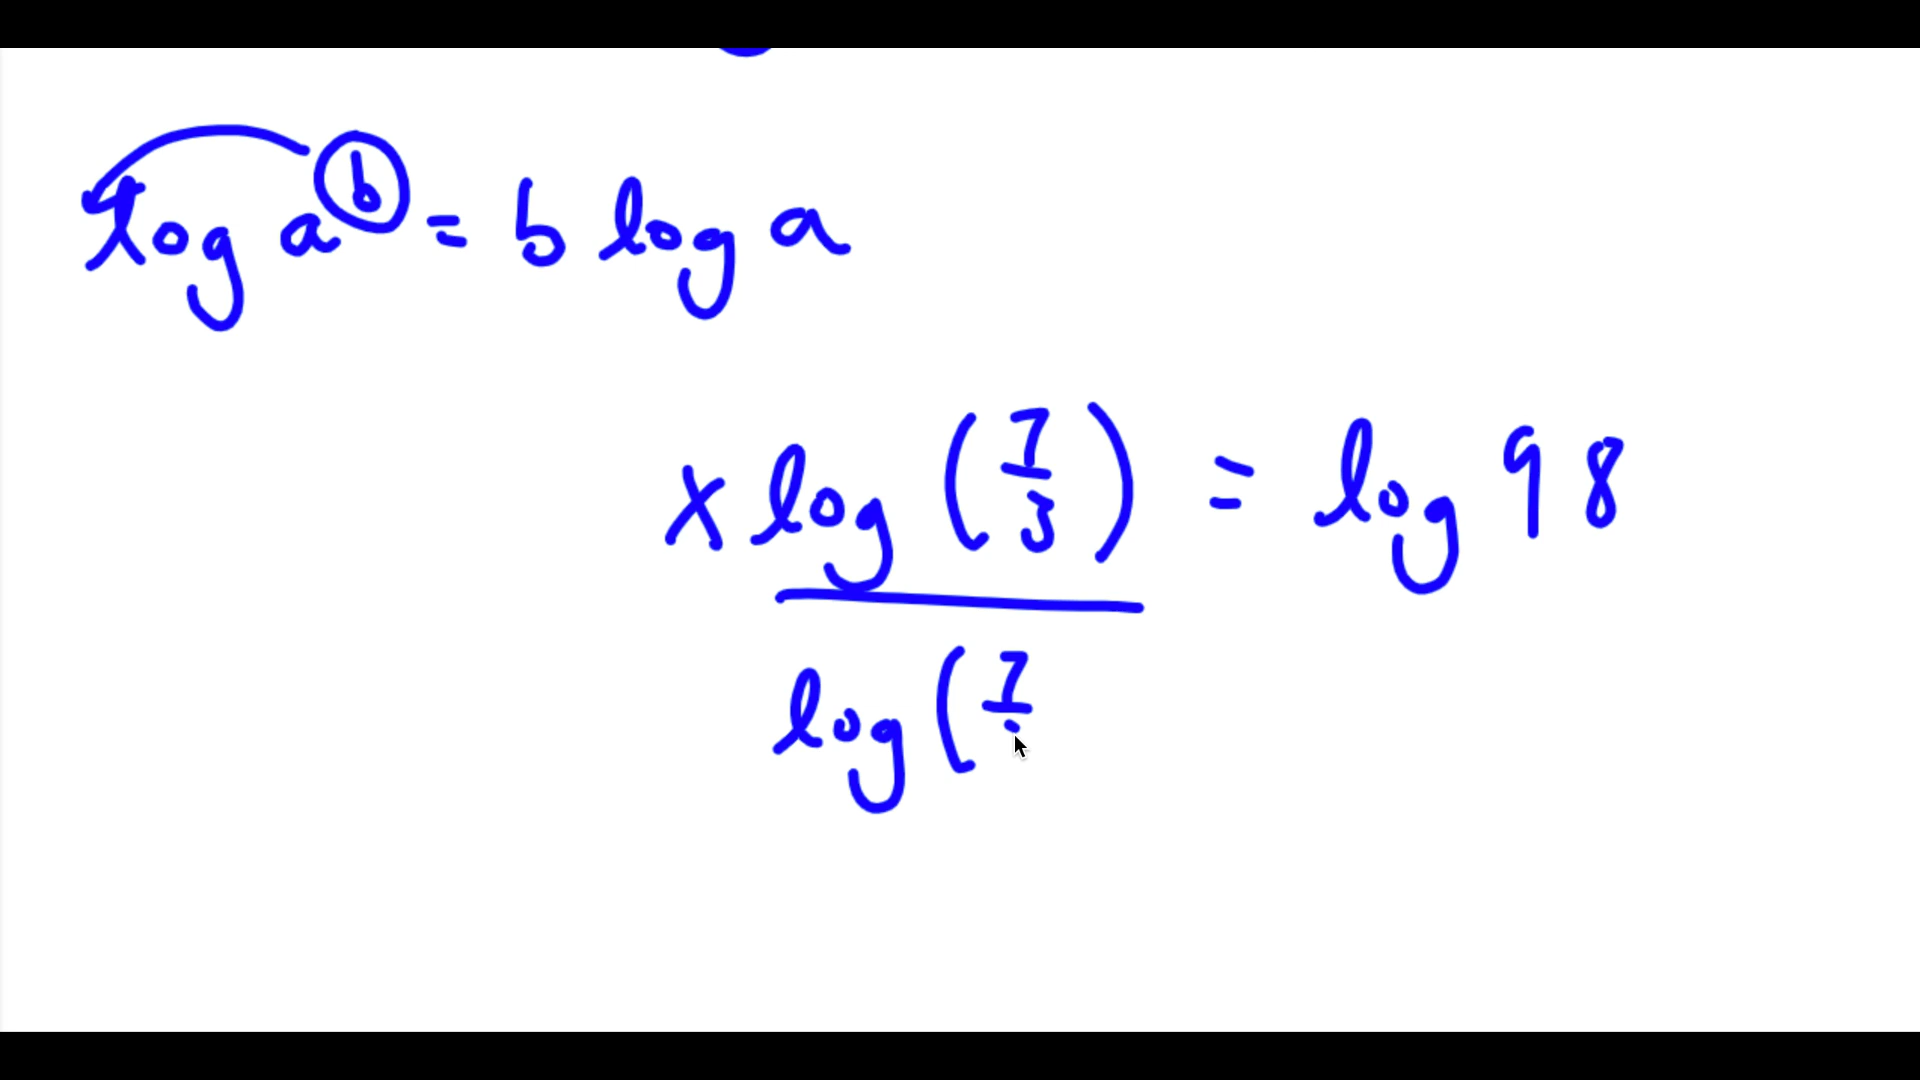 log a^b = b log a
x log (7/3) = log 98
log (7